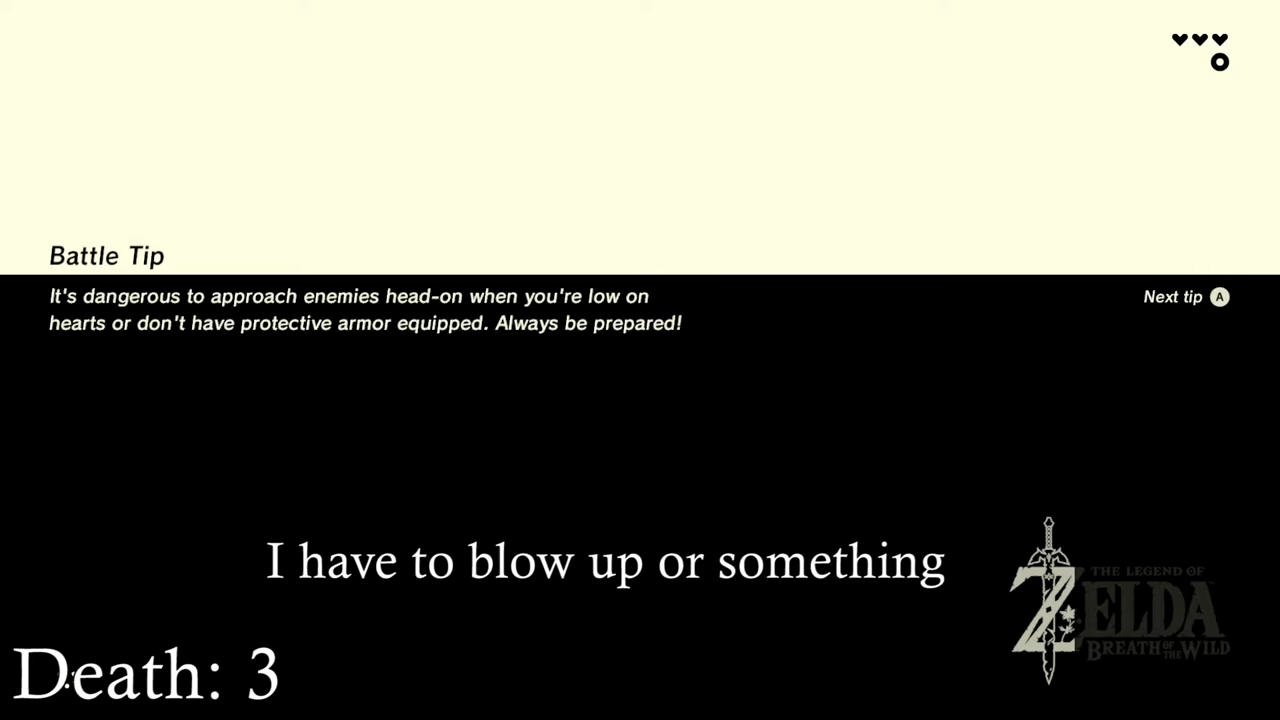 Battle Tip
It's dangerous to approach enemies head-on when you're low on
hearts or don't have protective armor equipped. Always be prepared!
Next tip A
I have to blow up or something
THE LEGEND OF
ZELDA
BREATH OF THE WILD
Death: 3